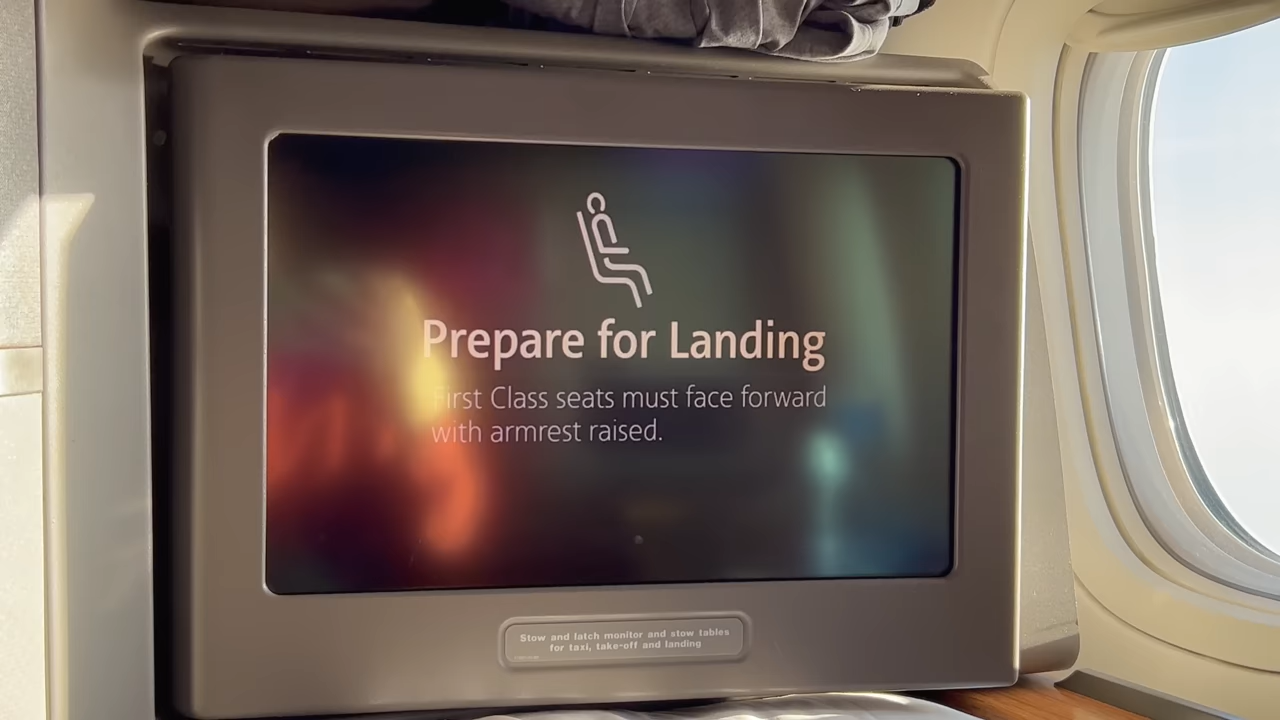 Prepare for Landing
First Class seats must face forward
with armrest raised.
Stow and latch monitor and stow tables
for taxi, take-off and landing